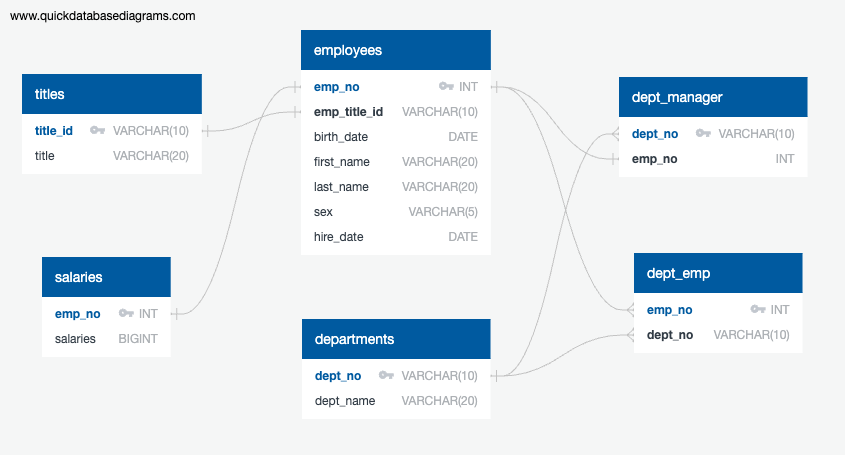 www.quickdatabasediagrams.com
titles
title_id VARCHAR(10)
title VARCHAR(20)
salaries
emp_no INT
salaries BIGINT
employees
emp_no INT
emp_title_id VARCHAR(10)
birth_date DATE
first_name VARCHAR(20)
last_name VARCHAR(20)
sex VARCHAR(5)
hire_date DATE
departments
dept_no VARCHAR(10)
dept_name VARCHAR(20)
dept_manager
dept_no VARCHAR(10)
emp_no INT
dept_emp
emp_no INT
dept_no VARCHAR(10)